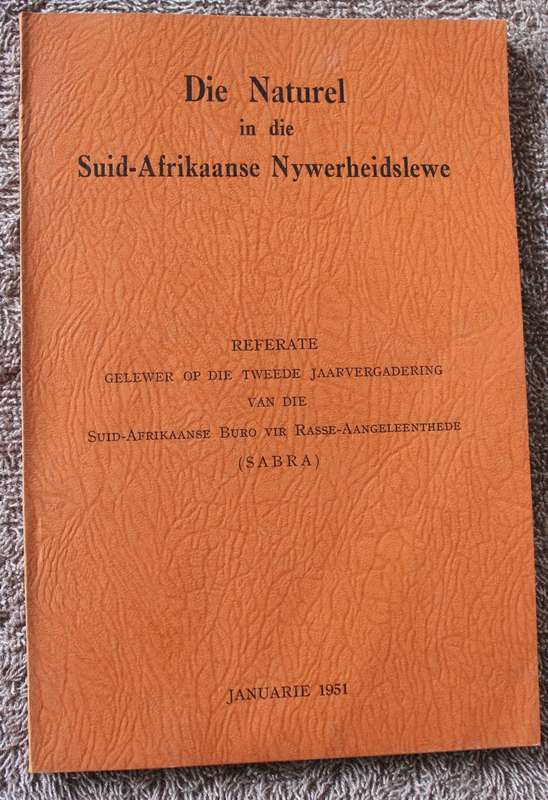 Die Naturel
in die
Suid-Afrikaanse Nywerheidslewe
REFERATE
GELEWER OP DIE TWEEDE JAARVERGADERING
VAN DIE
SUID-AFRIKAANSE BURO VIR RASSE-AANGELEENTHEDE
(SABRA)
JANUARIE 1951